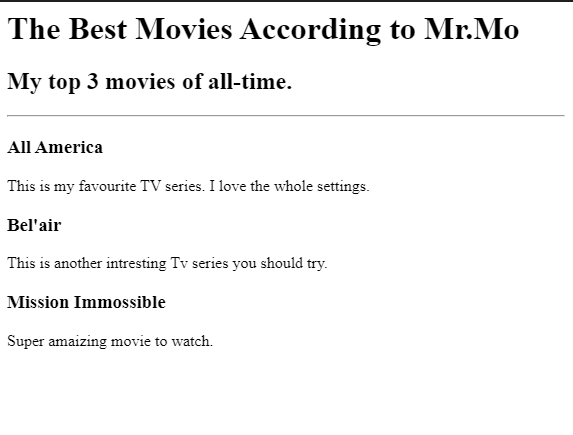 The Best Movies According to Mr.Mo
My top 3 movies of all-time.
All America
This is my favourite TV series. I love the whole settings.
Bel'air
This is another intresting Tv series you should try.
Mission Immossible
Super amaizing movie to watch.